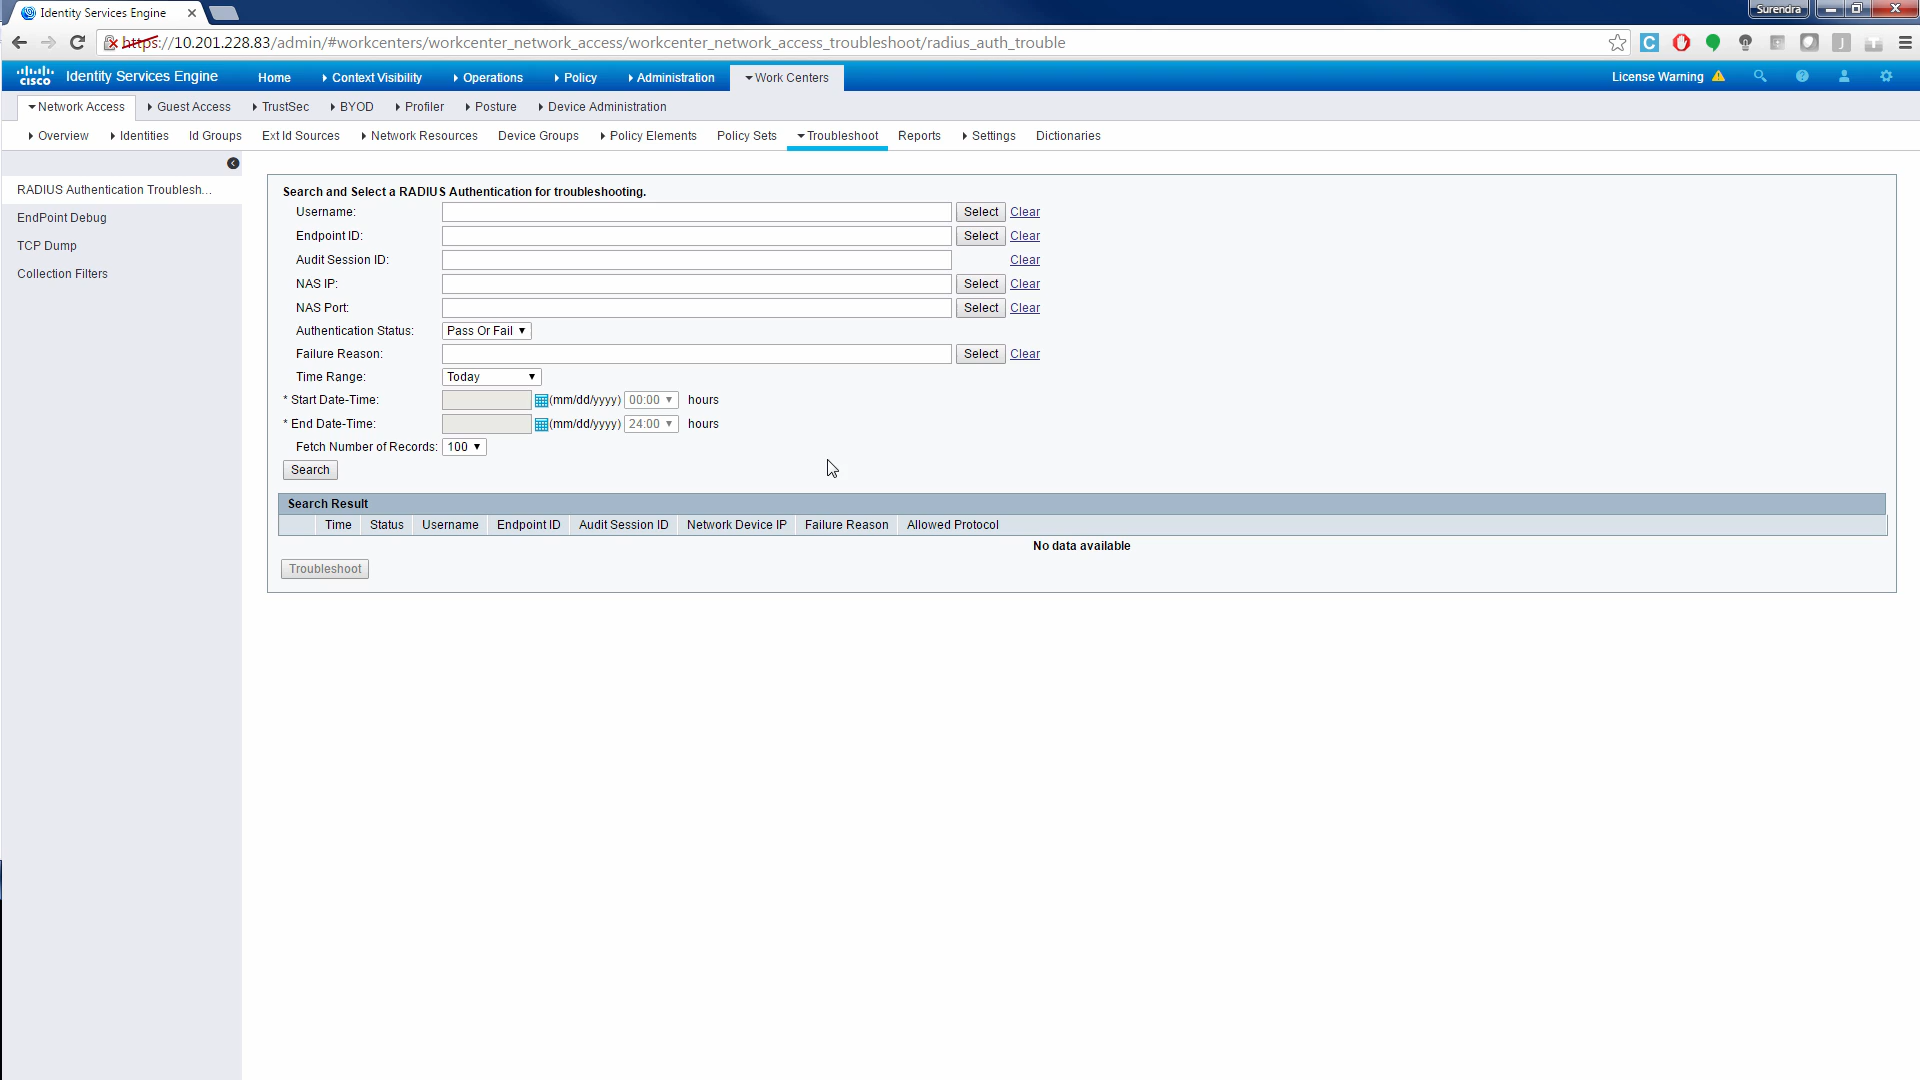 Identity Services Engine
Surendra
https://10.201.228.83/admin/#workcenters/workcenter_network_access/workcenter_network_access_troubleshoot/radius_auth_trouble
cisco Identity Services Engine Home Context Visibility Operations Policy Administration Work Centers License Warning
Network Access Guest Access TrustSec BYOD Profiler Posture Device Administration
Overview Identities Id Groups Ext Id Sources Network Resources Device Groups Policy Elements Policy Sets Troubleshoot Reports Settings Dictionaries
RADIUS Authentication Troublesh...
EndPoint Debug
TCP Dump
Collection Filters
Search and Select a RADIUS Authentication for troubleshooting.
Username: Select Clear
Endpoint ID: Select Clear
Audit Session ID: Clear
NAS IP: Select Clear
NAS Port: Select Clear
Authentication Status: Pass Or Fail
Failure Reason: Select Clear
Time Range: Today
* Start Date-Time: (mm/dd/yyyy) 00:00 hours
* End Date-Time: (mm/dd/yyyy) 24:00 hours
Fetch Number of Records: 100
Search
Search Result
Time Status Username Endpoint ID Audit Session ID Network Device IP Failure Reason Allowed Protocol
No data available
Troubleshoot